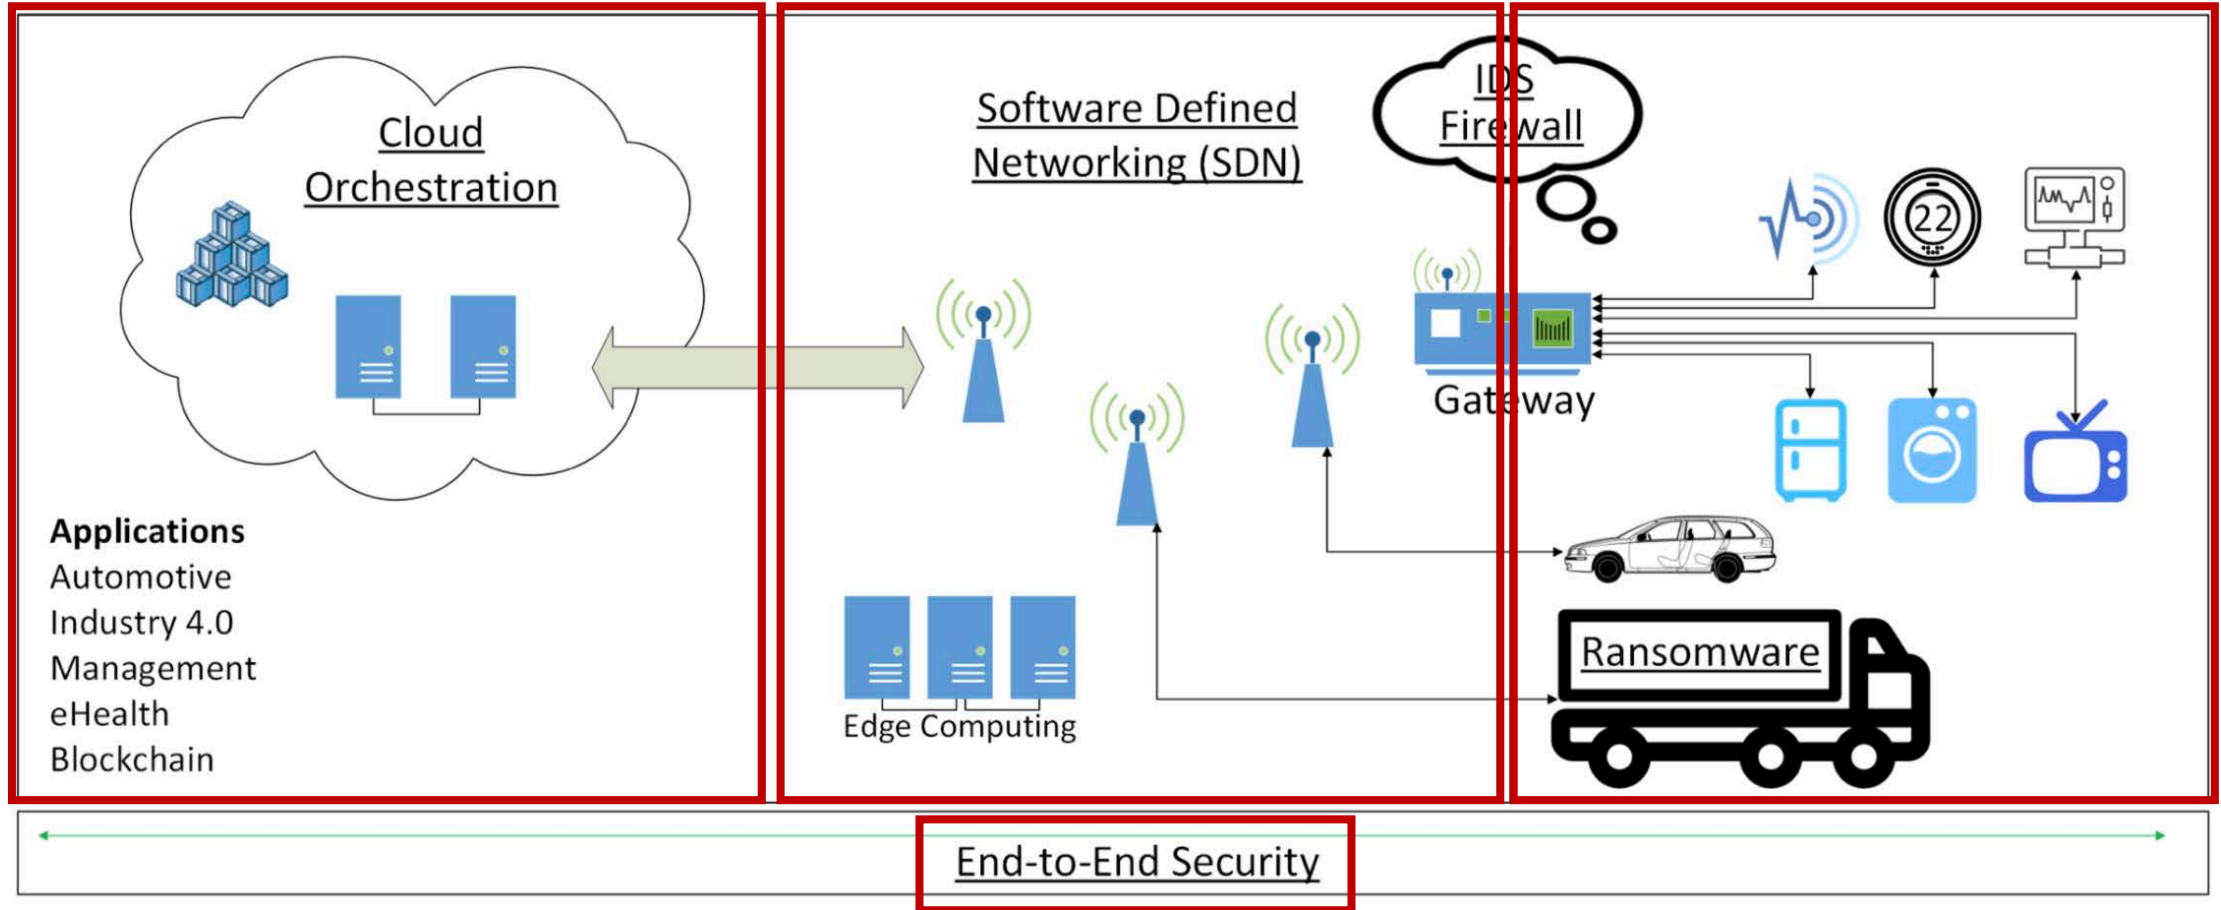 Cloud
Orchestration
Applications
Automotive
Industry 4.0
Management
eHealth
Blockchain
Software Defined
Networking (SDN)
Edge Computing
IDS
Firewall
Gateway
22
Ransomware
End-to-End Security